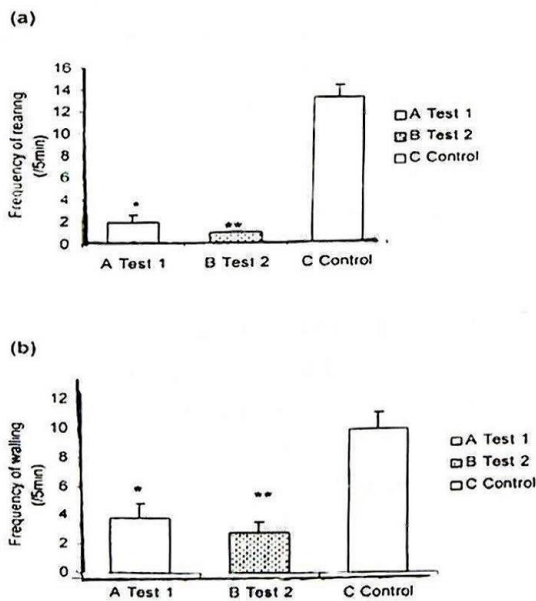 (a)
Frequency of rearing
(/5min)
16
14
12
10
8
6
4
2
0
*
**
A Test 1
B Test 2
C Control
A Test 1
B Test 2
C Control
(b)
Frequency of walling
(/5min)
12
10
8
6
4
2
0
*
**
A Test 1
B Test 2
C Control
A Test 1
B Test 2
C Control